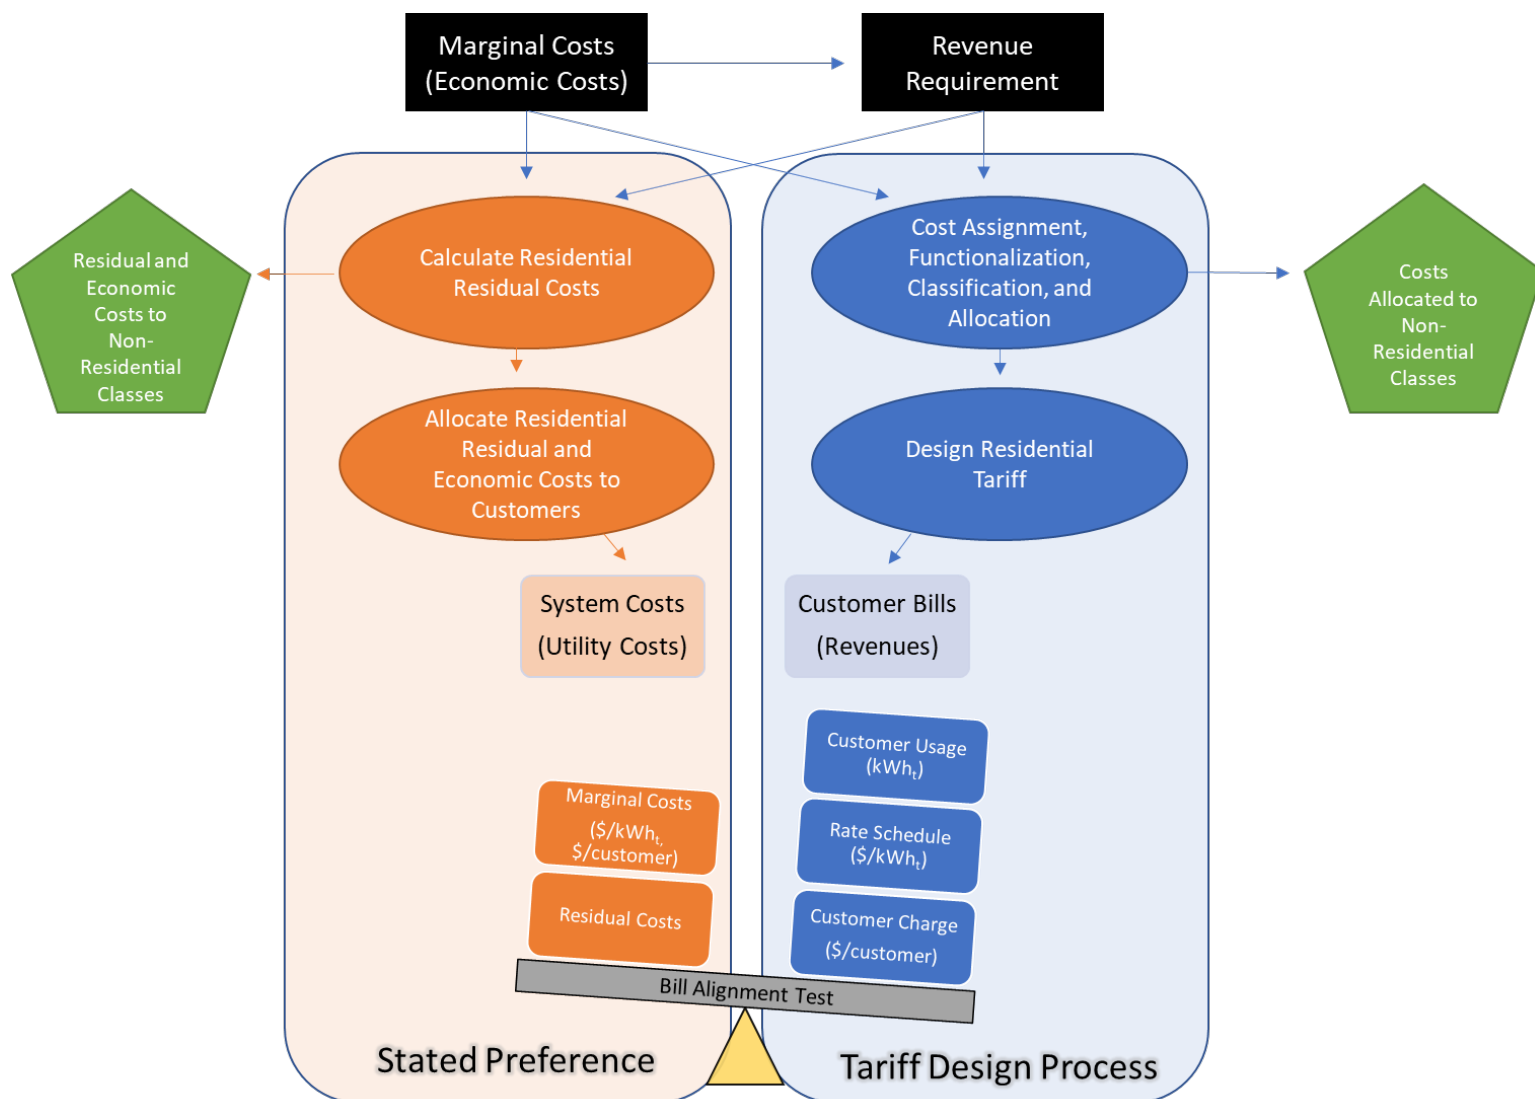 Marginal Costs
(Economic Costs)
Revenue
Requirement
Residual and
Economic
Costs to
Non-
Residential
Classes
Calculate Residential
Residual Costs
Cost Assignment,
Functionalization,
Classification, and
Allocation
Costs
Allocated to
Non-
Residential
Classes
Allocate Residential
Residual and
Economic Costs to
Customers
Design Residential
Tariff
System Costs
(Utility Costs)
Customer Bills
(Revenues)
Marginal Costs
($/kWht,
$/customer)
Residual Costs
Customer Usage
(kWht)
Rate Schedule
($/kWht)
Customer Charge
($/customer)
Bill Alignment Test
Stated Preference
Tariff Design Process